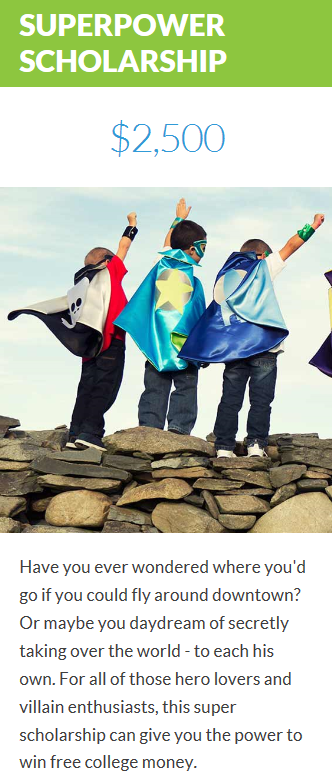 SUPERPOWER
SCHOLARSHIP
$2,500
Have you ever wondered where you'd
go if you could fly around downtown?
Or maybe you daydream of secretly
taking over the world - to each his
own. For all of those hero lovers and
villain enthusiasts, this super
scholarship can give you the power to
win free college money.